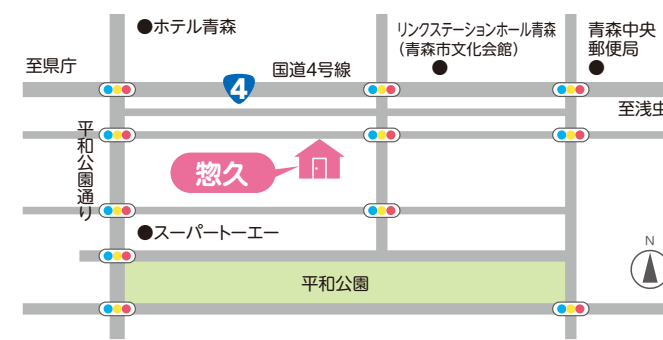 ホテル青森
リンクステーションホール青森
(青森市文化会館)
青森中央
郵便局
至県庁
国道4号線
4
至浅虫
平和公園通り
惣久
スーパートーエー
平和公園
N